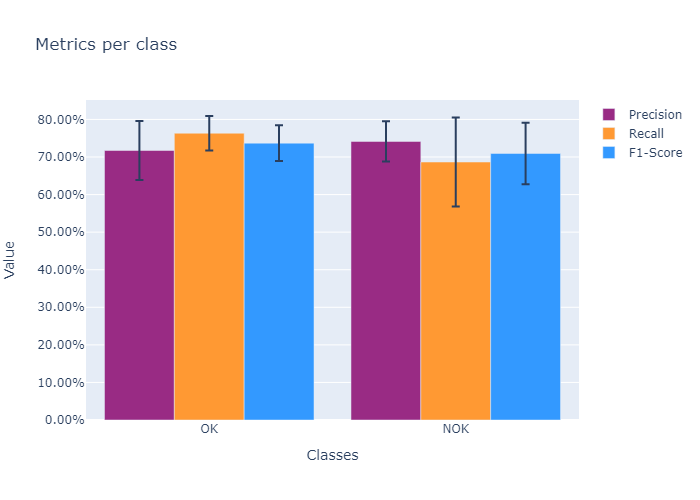 Metrics per class
Precision
Recall
F1-Score
80.00%
70.00%
60.00%
50.00%
40.00%
30.00%
20.00%
10.00%
0.00%
Value
OK
NOK
Classes